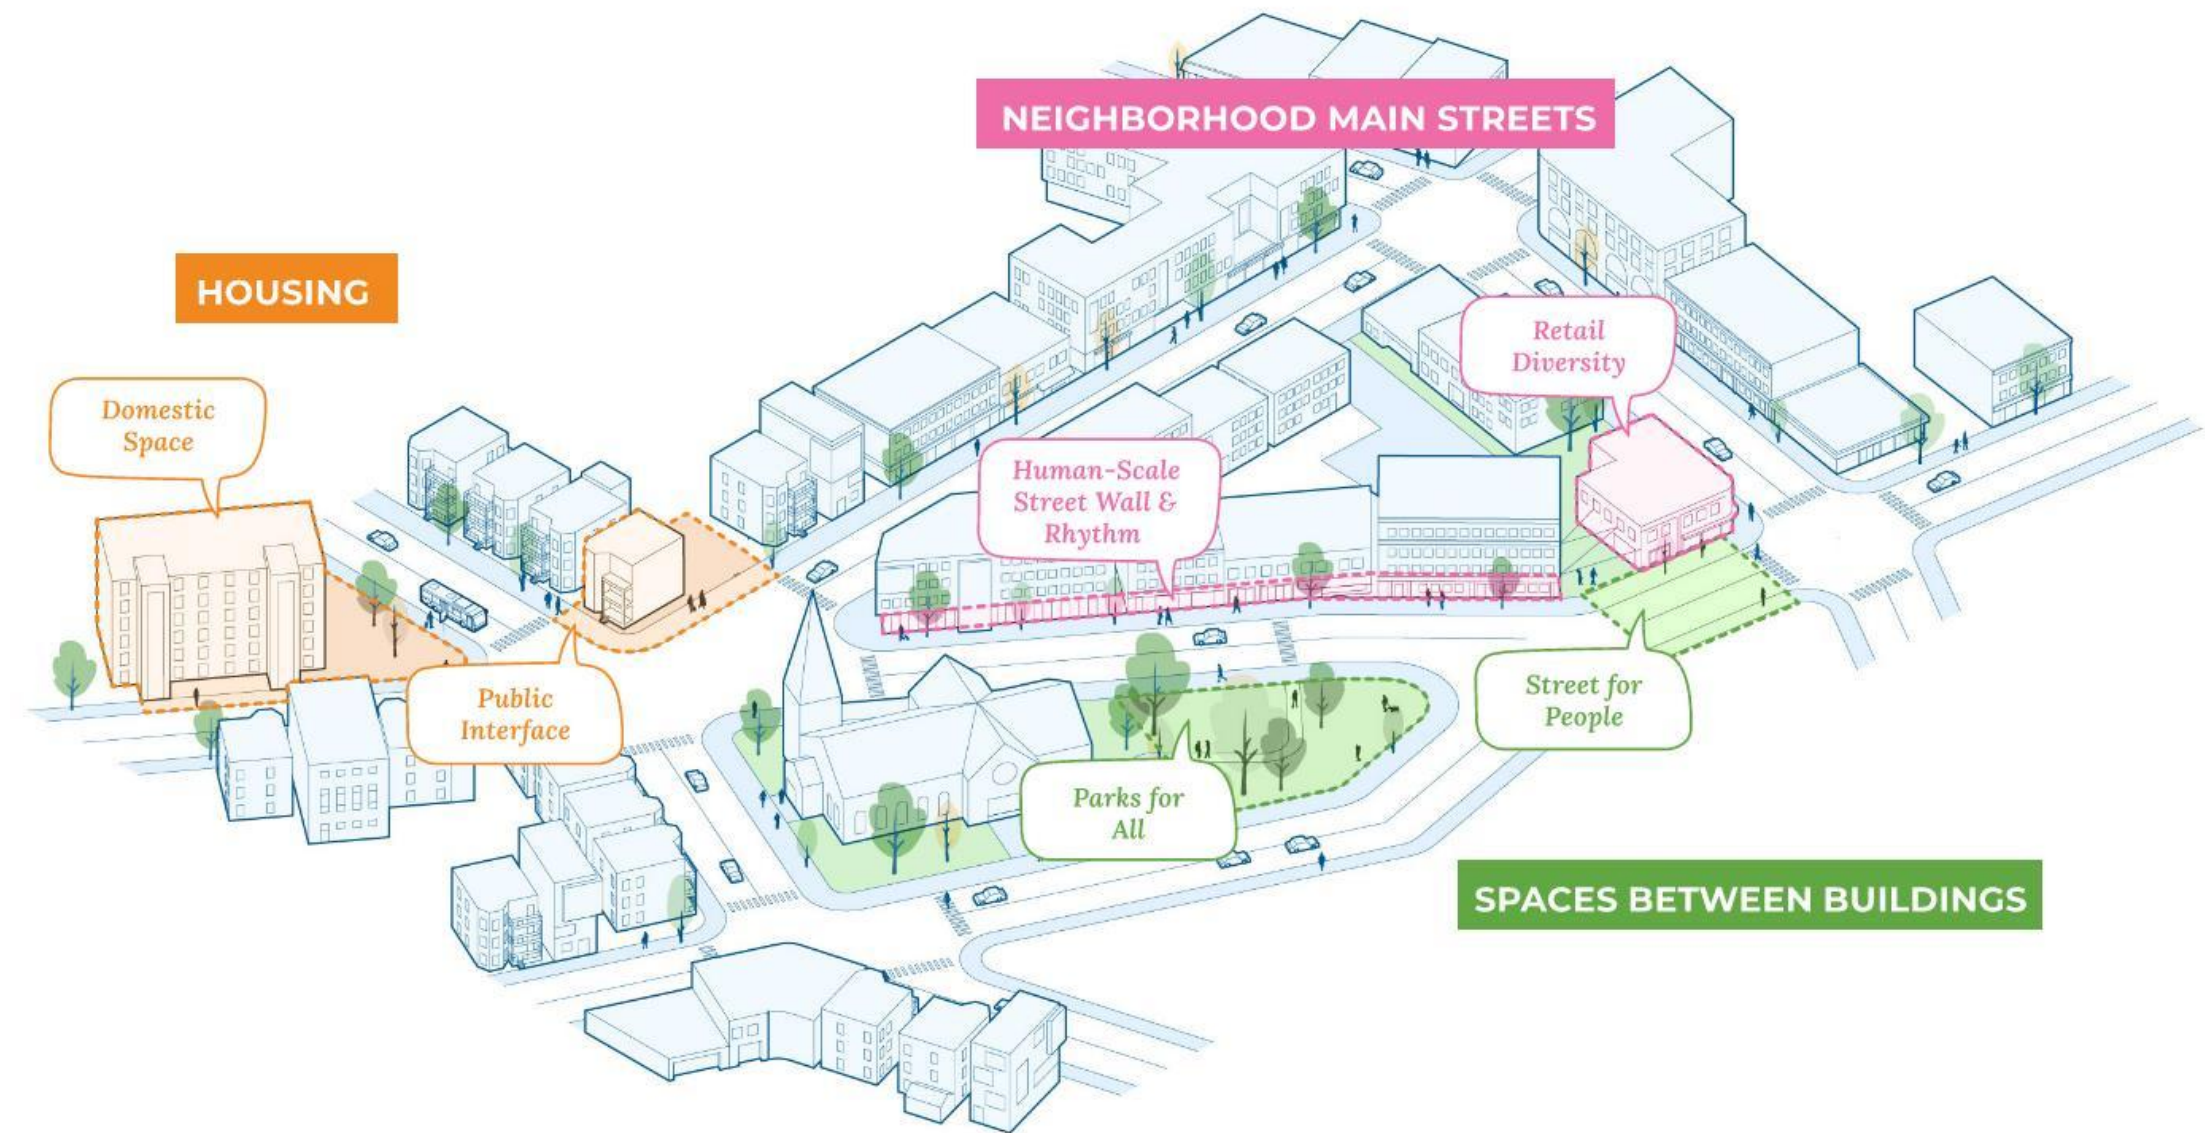 NEIGHBORHOOD MAIN STREETS
HOUSING
Retail
Diversity
Domestic
Space
Human-Scale
Street Wall &
Rhythm
Public
Interface
Street for
People
Parks for
All
SPACES BETWEEN BUILDINGS